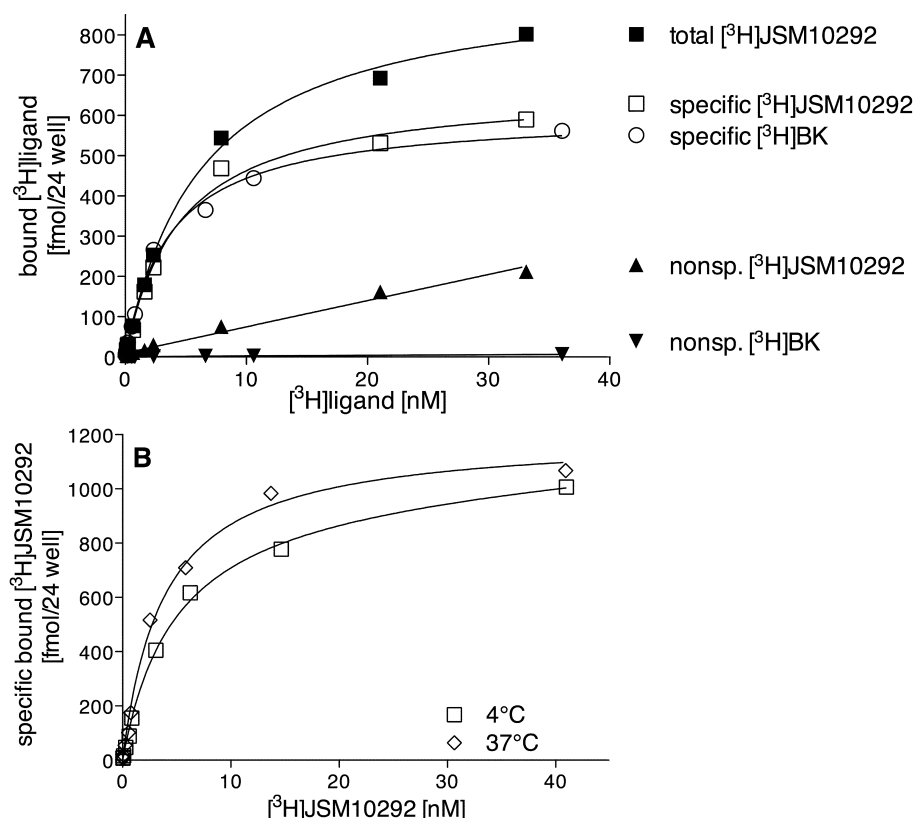 A
bound [³H]ligand
[fmol/24 well]
800
700
600
500
400
300
200
100
0
0 10 20 30 40
[³H]ligand [nM]
total [³H]JSM10292
specific [³H]JSM10292
specific [³H]BK
nonsp. [³H]JSM10292
nonsp. [³H]BK
B
specific bound [³H]JSM10292
[fmol/24 well]
1200
1000
800
600
400
200
0
4°C
37°C
0 10 20 30 40
[³H]JSM10292 [nM]